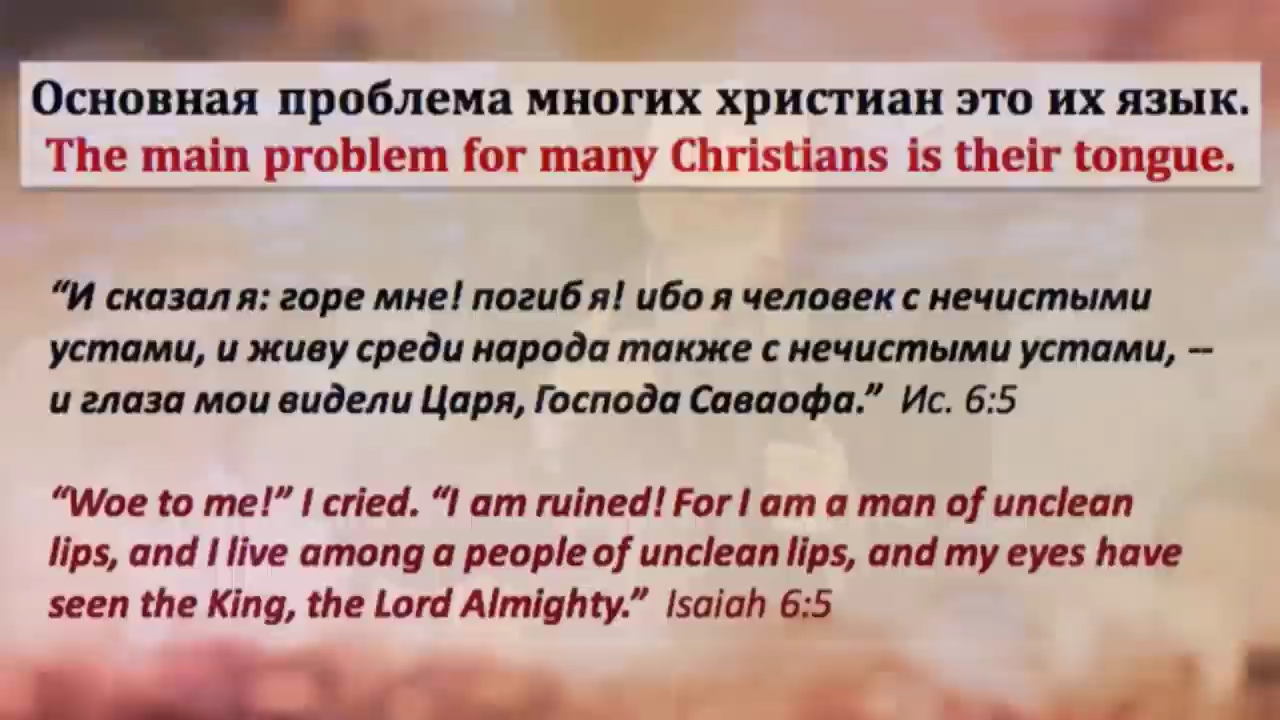 Основная проблема многих христиан это их язык.
The main problem for many Christians is their tongue.
“И сказал я: горе мне! погиб я! ибо я человек с нечистыми
устами, и живу среди народа также с нечистыми устами, --
и глаза мои видели Царя, Господа Саваофа.” Ис. 6:5
“Woe to me!” I cried. “I am ruined! For I am a man of unclean
lips, and I live among a people of unclean lips, and my eyes have
seen the King, the Lord Almighty.” Isaiah 6:5